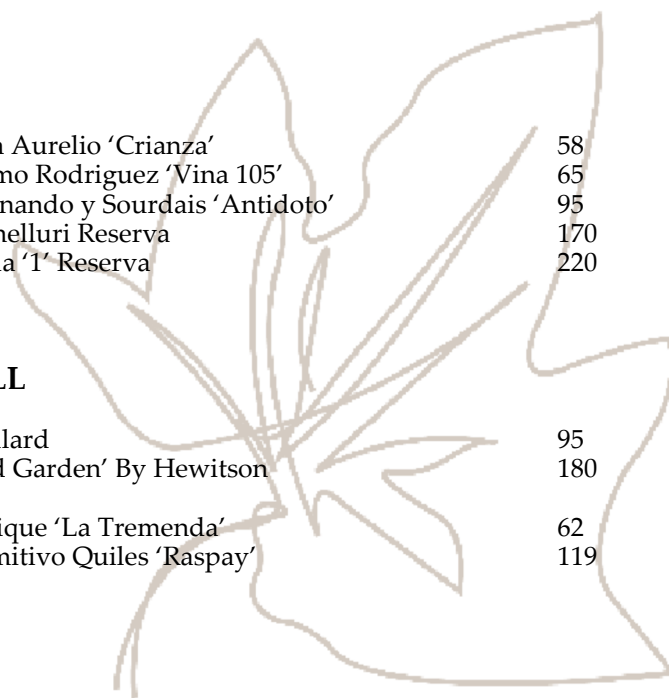 Aurelio ‘Crianza’ 58
mo Rodriguez ‘Vina 105’ 65
nando y Sourdais ‘Antidoto’ 95
nelluri Reserva 170
a ‘1’ Reserva 220
LL
lard 95
d Garden’ By Hewitson 180
ique ‘La Tremenda’ 62
mitivo Quiles ‘Raspay’ 119